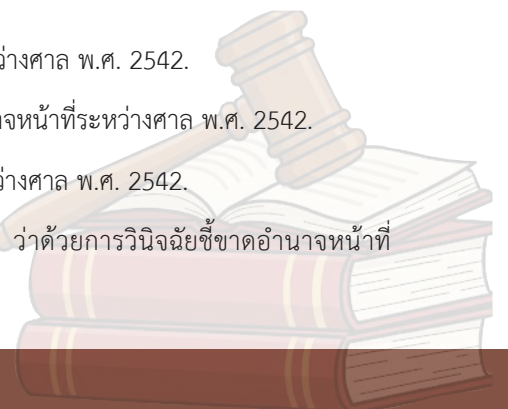 ว่างศาล พ.ศ. 2542.
าจหน้าที่ระหว่างศาล พ.ศ. 2542.
ว่างศาล พ.ศ. 2542.
ว่าด้วยการวินิจฉัยชี้ขาดอำนาจหน้าที่